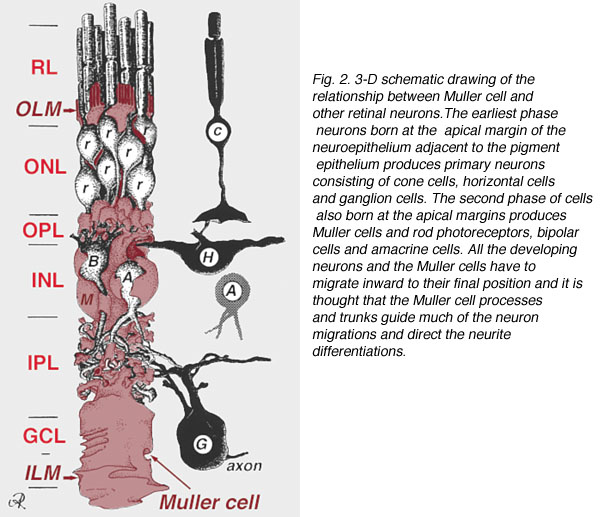 RL
OLM
ONL
OPL
INL
IPL
GCL
ILM
r
r
r
r
r
r
r
c
B
M
A
H
A
G
axon
Muller cell
Fig. 2. 3-D schematic drawing of the
relationship between Muller cell and
other retinal neurons.The earliest phase
neurons born at the apical margin of the
neuroepithelium adjacent to the pigment
epithelium produces primary neurons
consisting of cone cells, horizontal cells
and ganglion cells. The second phase of cells
also born at the apical margins produces
Muller cells and rod photoreceptors, bipolar
cells and amacrine cells. All the developing
neurons and the Muller cells have to
migrate inward to their final position and it is
thought that the Muller cell processes
and trunks guide much of the neuron
migrations and direct the neurite
differentiations.